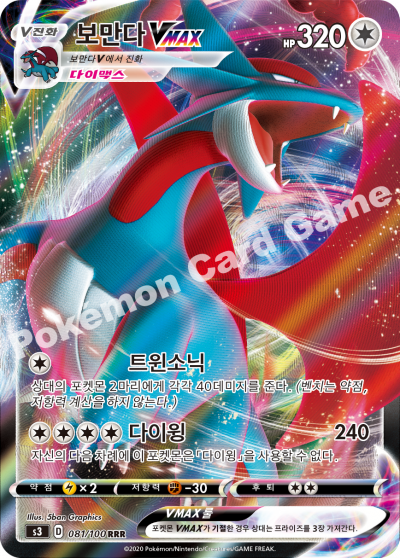 V진화
보만다VMAX
HP 320
보만다V에서 진화
다이맥스
Pokémon Card Game
트윈소닉
상대의 포켓몬 2마리에게 각각 40데미지를 준다. (벤치는 약점,
저항력 계산을 하지 않는다.)
다이윙 240
자신의 다음 차례에 이 포켓몬은 「다이윙」을 사용할 수 없다.
약점 ×2 저항력 -30 후퇴
Illus. 5ban Graphics
VMAX 룰
포켓몬VMAX가 기절한 경우 상대는 프라이즈를 3장 가져간다.
s3 D 081/100 RRR
©2020 Pokémon/Nintendo/Creatures/GAME FREAK.